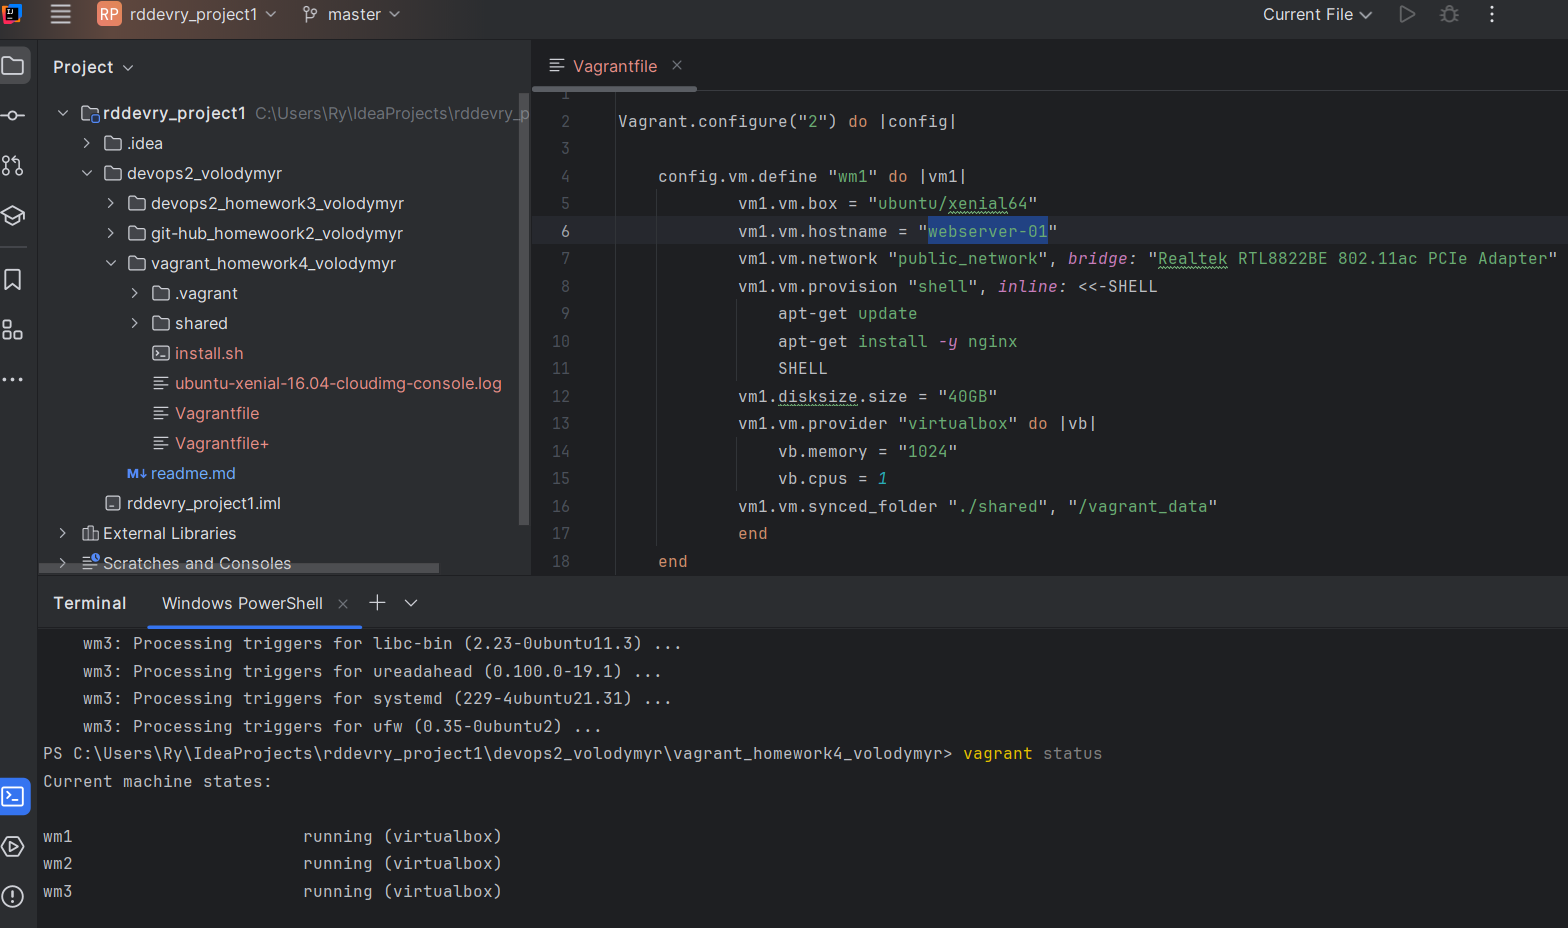 RP rddevry_project1 master Current File
Project
rddevry_project1 C:\Users\Ry\IdeaProjects\rddevry_p
.idea
devops2_volodymyr
devops2_homework3_volodymyr
git-hub_homewoork2_volodymyr
vagrant_homework4_volodymyr
.vagrant
shared
install.sh
ubuntu-xenial-16.04-cloudimg-console.log
Vagrantfile
Vagrantfile+
M↓ readme.md
rddevry_project1.iml
External Libraries
Scratches and Consoles
Vagrantfile
1
2 Vagrant.configure("2") do |config|
3
4 config.vm.define "wm1" do |vm1|
5 vm1.vm.box = "ubuntu/xenial64"
6 vm1.vm.hostname = "webserver-01"
7 vm1.vm.network "public_network", bridge: "Realtek RTL8822BE 802.11ac PCIe Adapter"
8 vm1.vm.provision "shell", inline: <<-SHELL
9 apt-get update
10 apt-get install -y nginx
11 SHELL
12 vm1.disksize.size = "40GB"
13 vm1.vm.provider "virtualbox" do |vb|
14 vb.memory = "1024"
15 vb.cpus = 1
16 vm1.vm.synced_folder "./shared", "/vagrant_data"
17 end
18 end
Terminal Windows PowerShell
wm3: Processing triggers for libc-bin (2.23-0ubuntu11.3) ...
wm3: Processing triggers for ureadahead (0.100.0-19.1) ...
wm3: Processing triggers for systemd (229-4ubuntu21.31) ...
wm3: Processing triggers for ufw (0.35-0ubuntu2) ...
PS C:\Users\Ry\IdeaProjects\rddevry_project1\devops2_volodymyr\vagrant_homework4_volodymyr> vagrant status
Current machine states:
wm1 running (virtualbox)
wm2 running (virtualbox)
wm3 running (virtualbox)